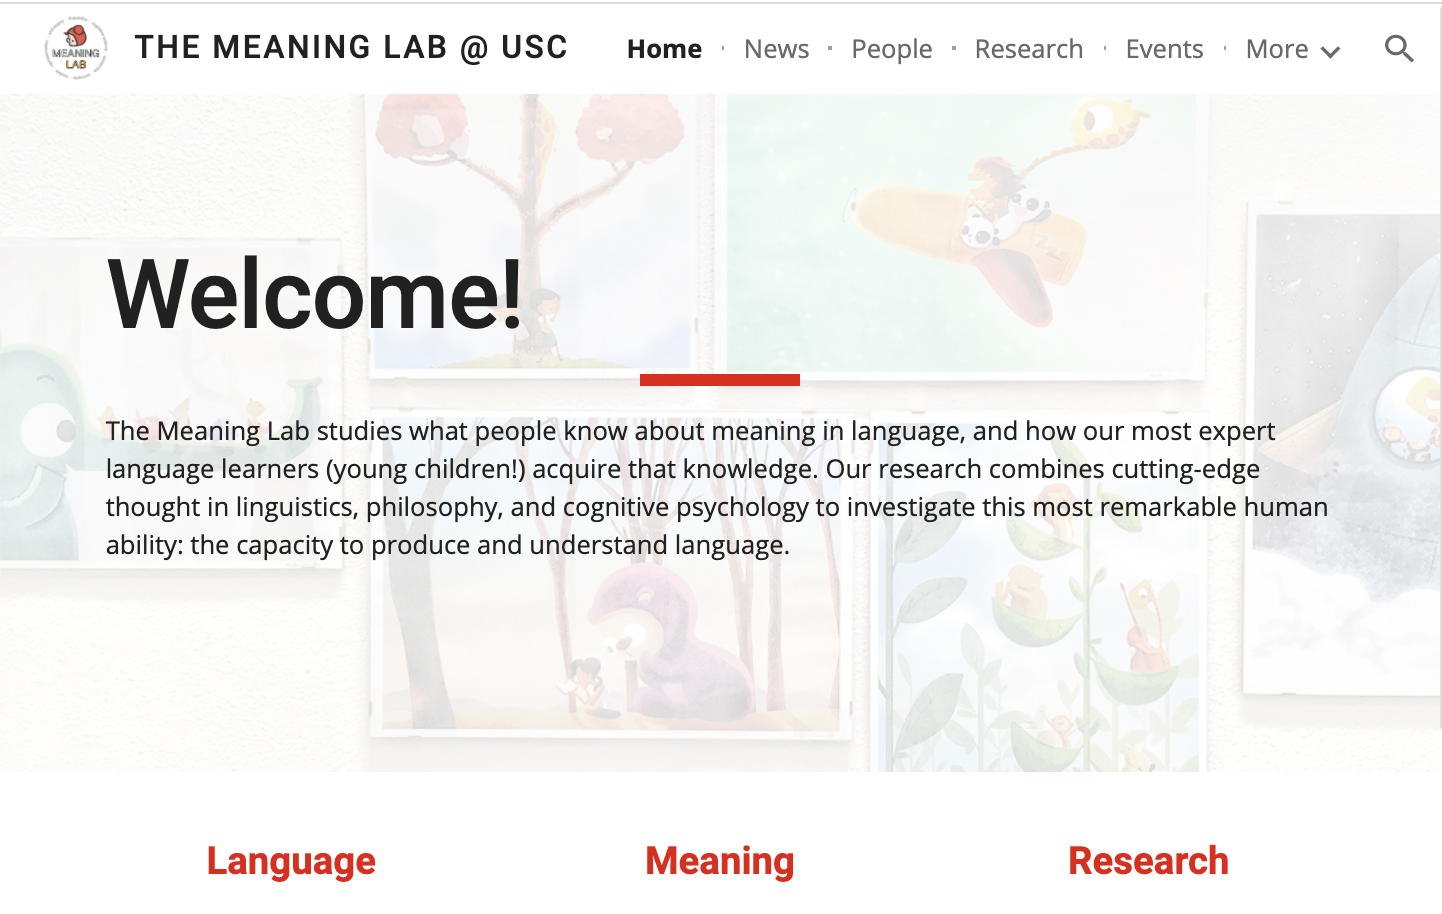 MEANING
LAB
THE MEANING LAB @ USC
Home · News · People · Research · Events · More
Welcome!
The Meaning Lab studies what people know about meaning in language, and how our most expert
language learners (young children!) acquire that knowledge. Our research combines cutting-edge
thought in linguistics, philosophy, and cognitive psychology to investigate this most remarkable human
ability: the capacity to produce and understand language.
Language
Meaning
Research